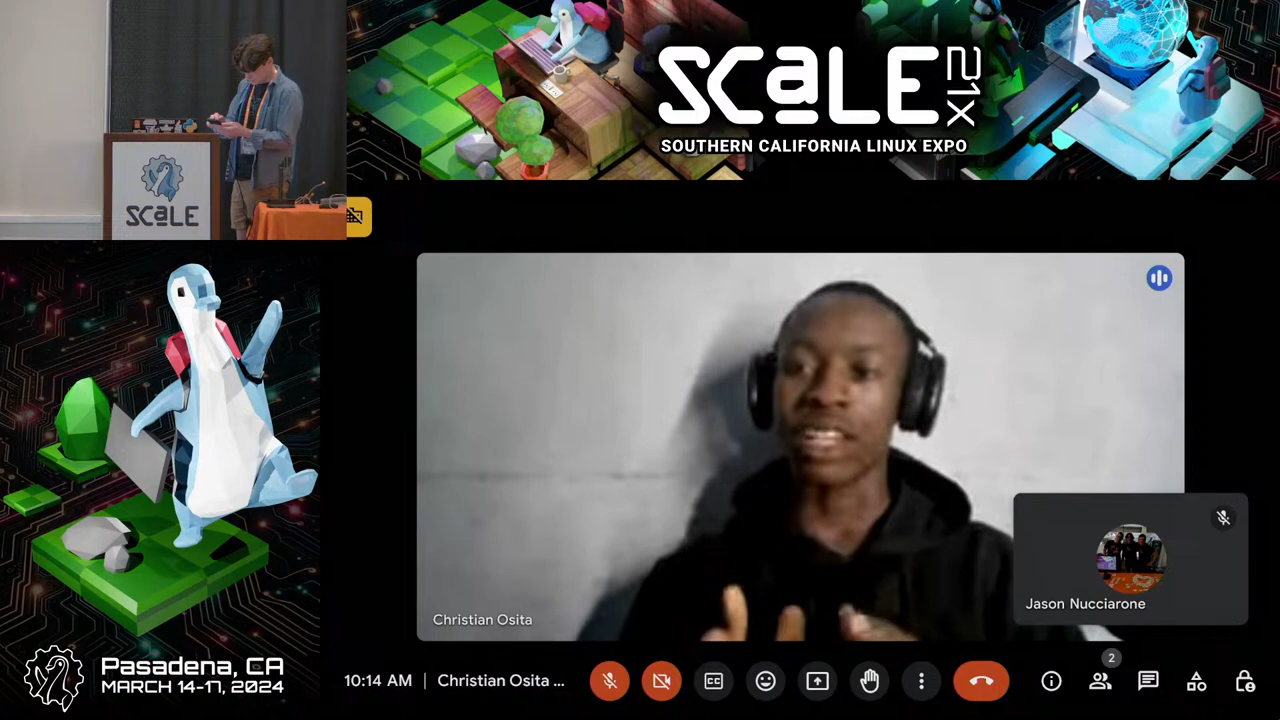 SCaLE
SCaLE 21X
SOUTHERN CALIFORNIA LINUX EXPO
Christian Osita
Jason Nucciarone
Pasadena, CA
MARCH 14-17, 2024
10:14 AM | Christian Osita ...
CC
2